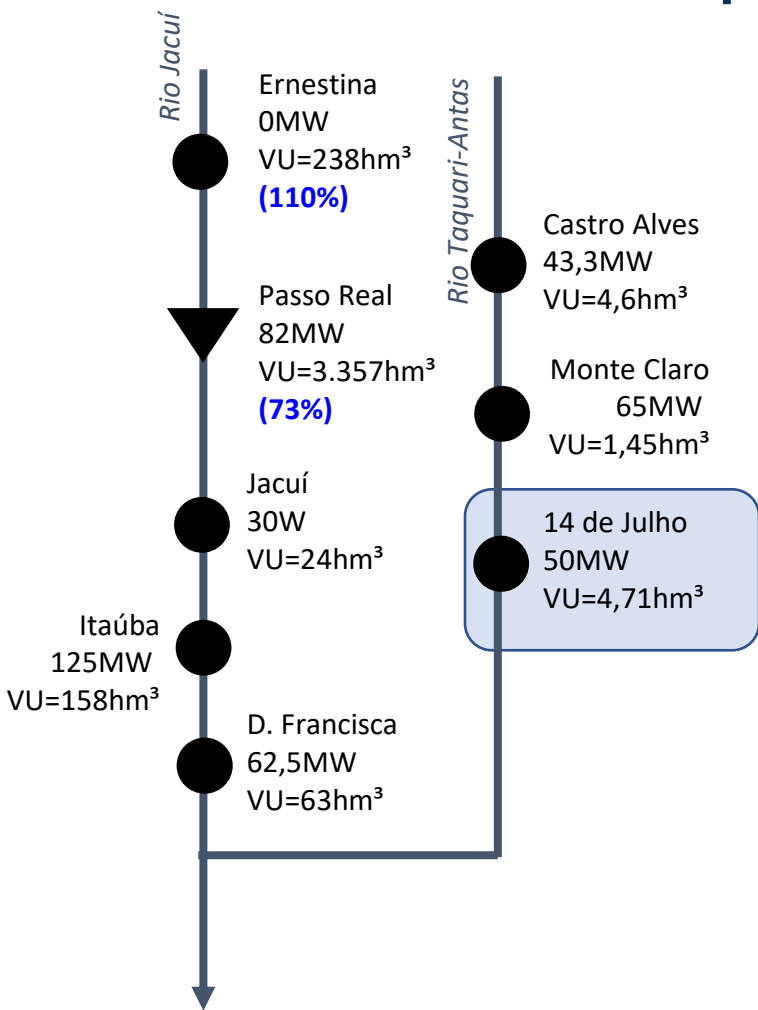 Rio Jacuí
Ernestina
0MW
VU=238hm³
(110%)
Passo Real
82MW
VU=3.357hm³
(73%)
Jacuí
30W
VU=24hm³
Itaúba
125MW
VU=158hm³
D. Francisca
62,5MW
VU=63hm³
Rio Taquari-Antas
Castro Alves
43,3MW
VU=4,6hm³
Monte Claro
65MW
VU=1,45hm³
14 de Julho
50MW
VU=4,71hm³